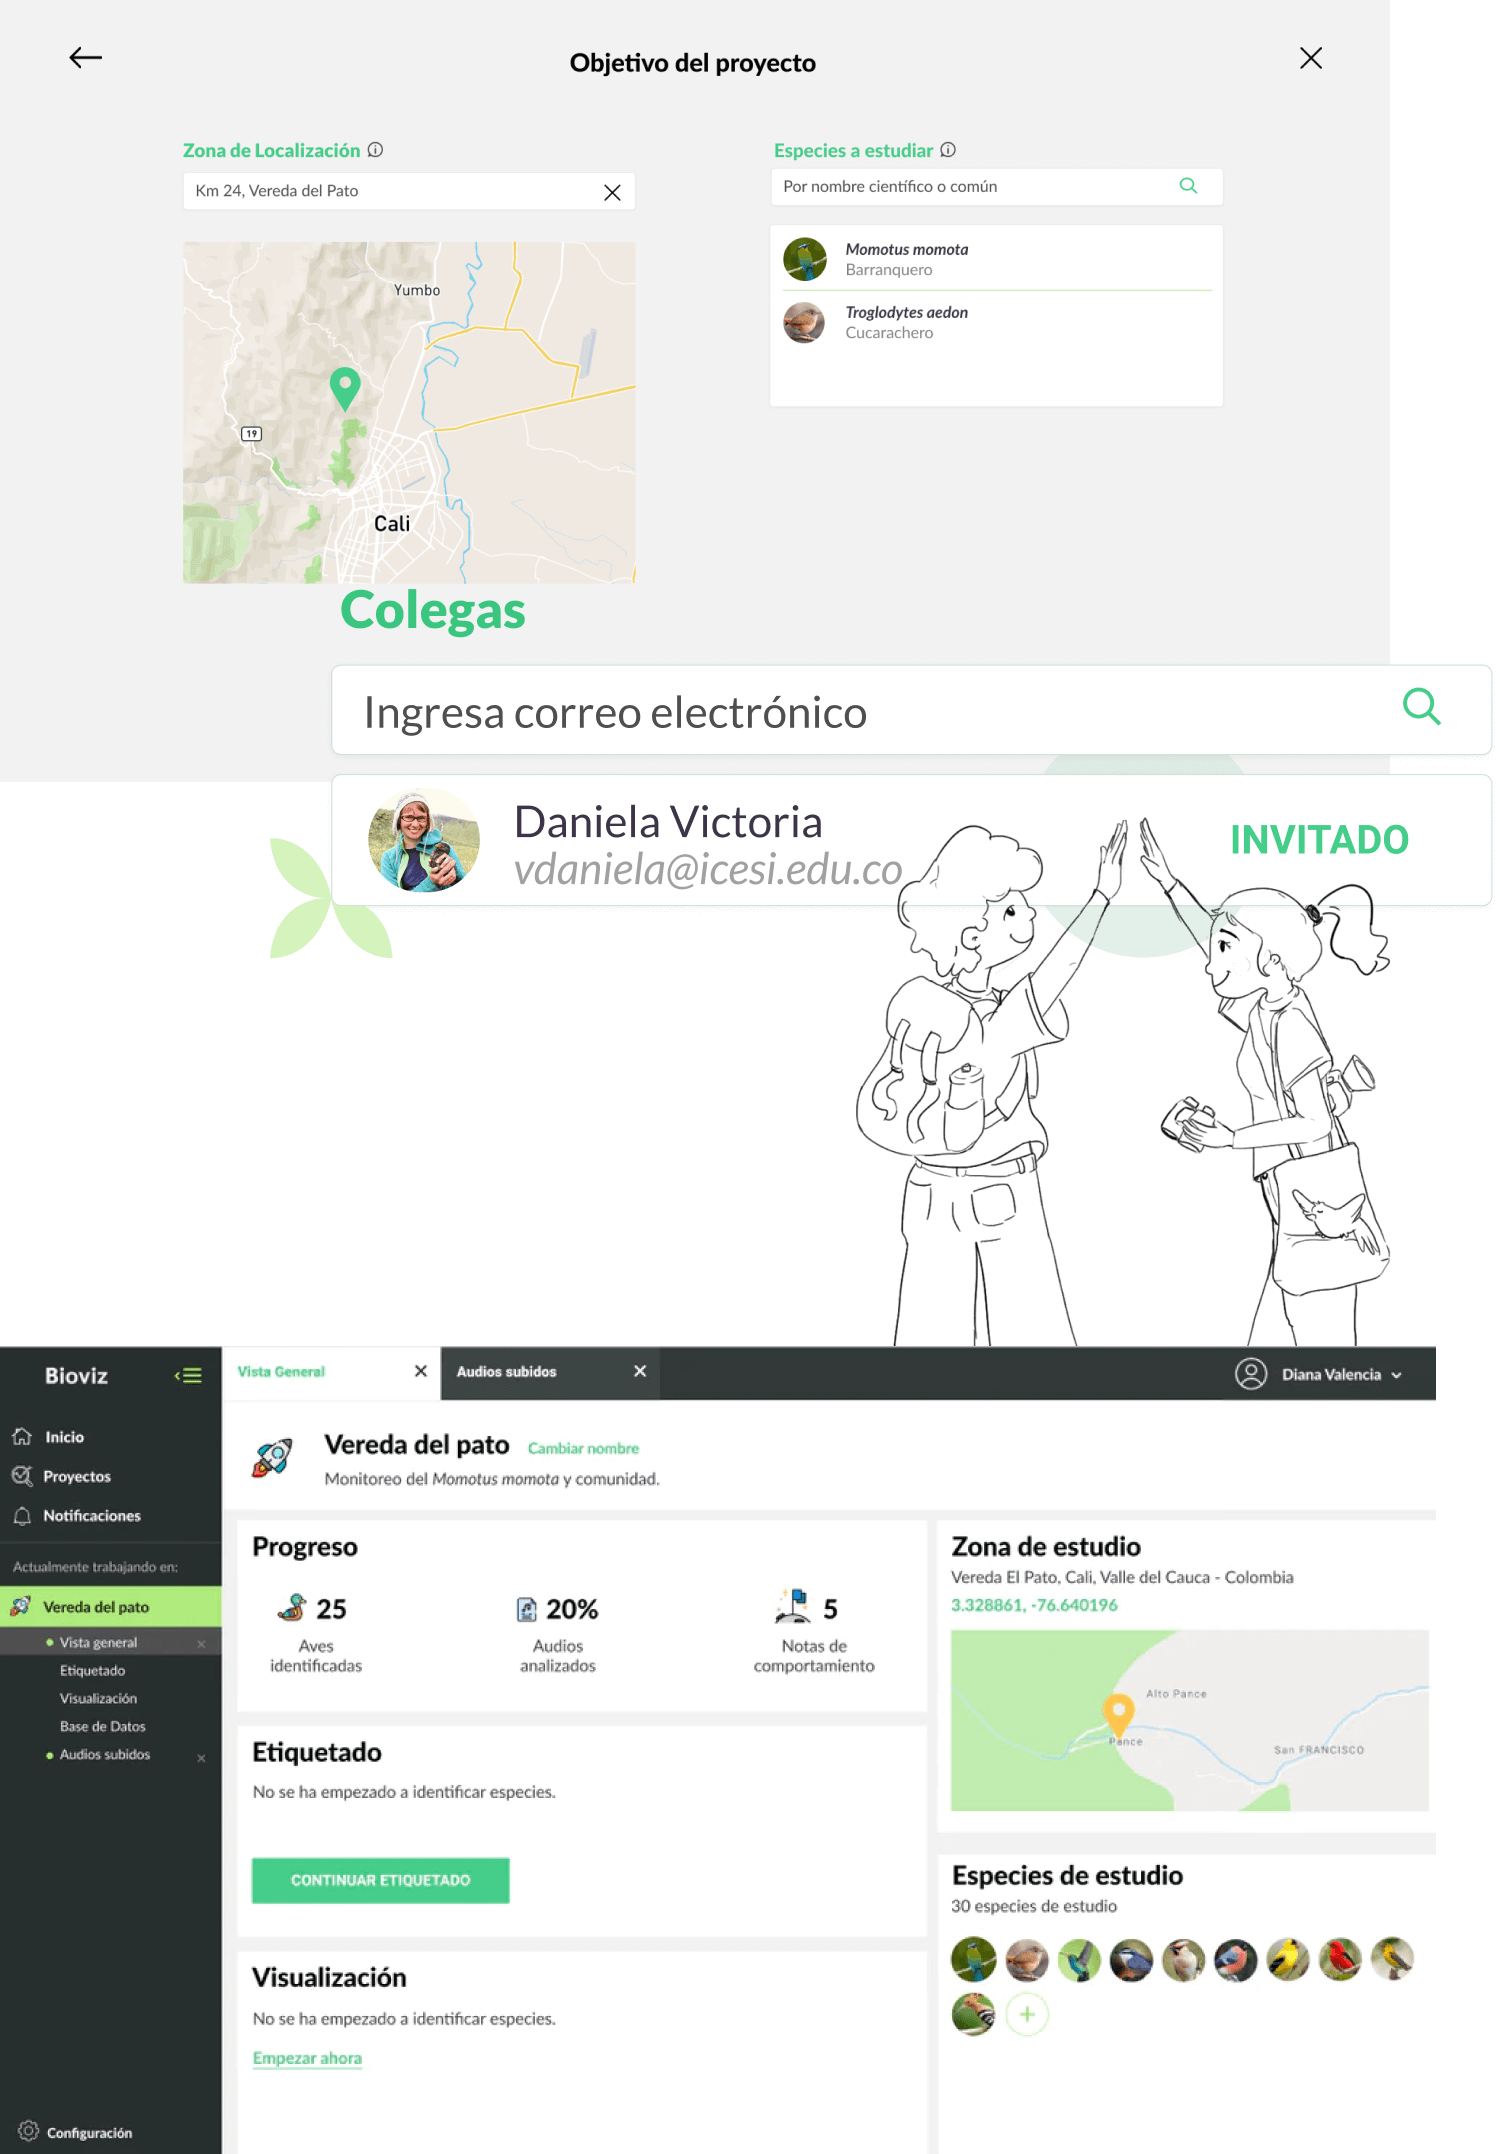 Objetivo del proyecto
Zona de Localización
Km 24, Vereda del Pato
Yumbo
19
Cali
Especies a estudiar
Por nombre científico o común
Momotus momota
Barranquero
Troglodytes aedon
Cucarachero
Colegas
Ingresa correo electrónico
Daniela Victoria
vdaniela@icesi.edu.co
INVITADO
Bioviz
Inicio
Proyectos
Notificaciones
Actualmente trabajando en:
Vereda del pato
Vista general
Etiquetado
Visualización
Base de Datos
Audios subidos
Configuración
Vista General
Audios subidos
Diana Valencia
Vereda del pato Cambiar nombre
Monitoreo del Momotus momota y comunidad.
Progreso
25
Aves
identificadas
20%
Audios
analizados
5
Notas de
comportamiento
Etiquetado
No se ha empezado a identificar especies.
CONTINUAR ETIQUETADO
Visualización
No se ha empezado a identificar especies.
Empezar ahora
Zona de estudio
Vereda El Pato, Cali, Valle del Cauca - Colombia
3.328861, -76.640196
Alto Pance
Pance
San FRANCISCO
Especies de estudio
30 especies de estudio